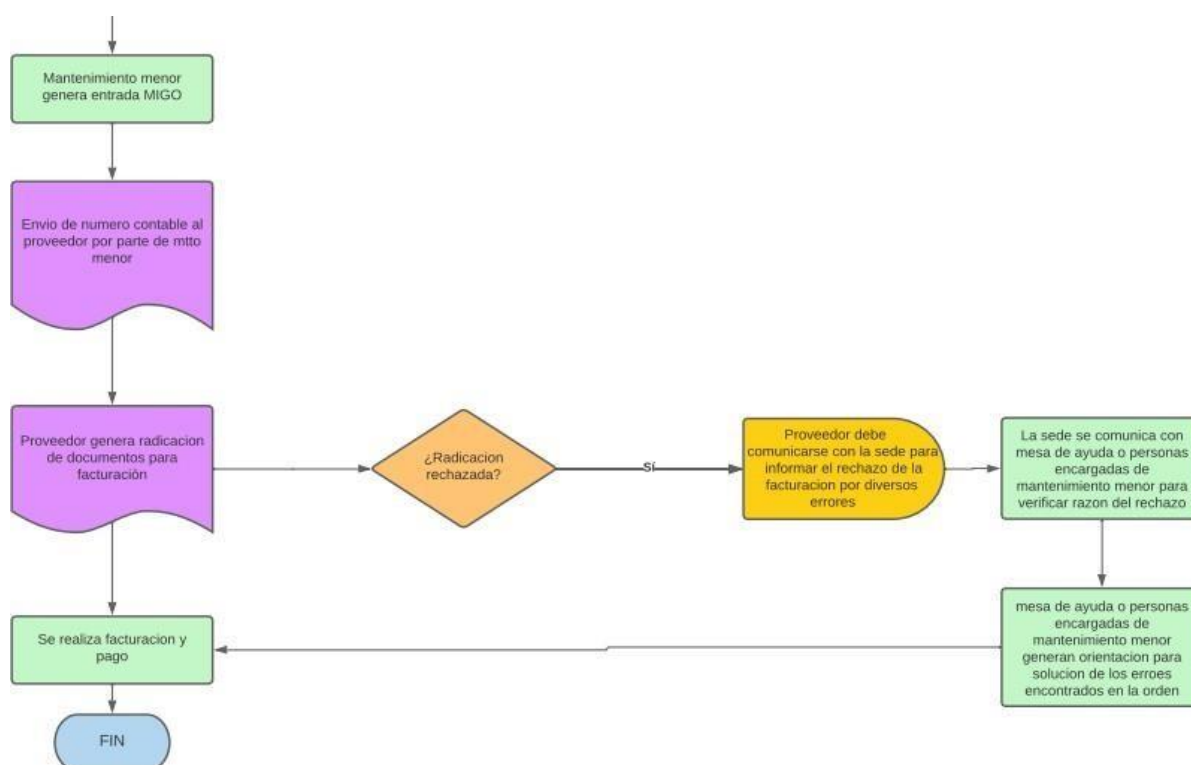 Mantenimiento menor
genera entrada MIGO
Envio de numero contable al
proveedor por parte de mtto
menor
Proveedor genera radicacion
de documentos para
facturación
¿Radicacion
rechazada?
Sí
Proveedor debe
comunicarse con la sede para
informar el rechazo de la
facturacion por diversos
errores
La sede se comunica con
mesa de ayuda o personas
encargadas de
mantenimiento menor para
verificar razon del rechazo
mesa de ayuda o personas
encargadas de
mantenimiento menor
generan orientacion para
solucion de los erroes
encontrados en la orden
Se realiza facturacion y
pago
FIN